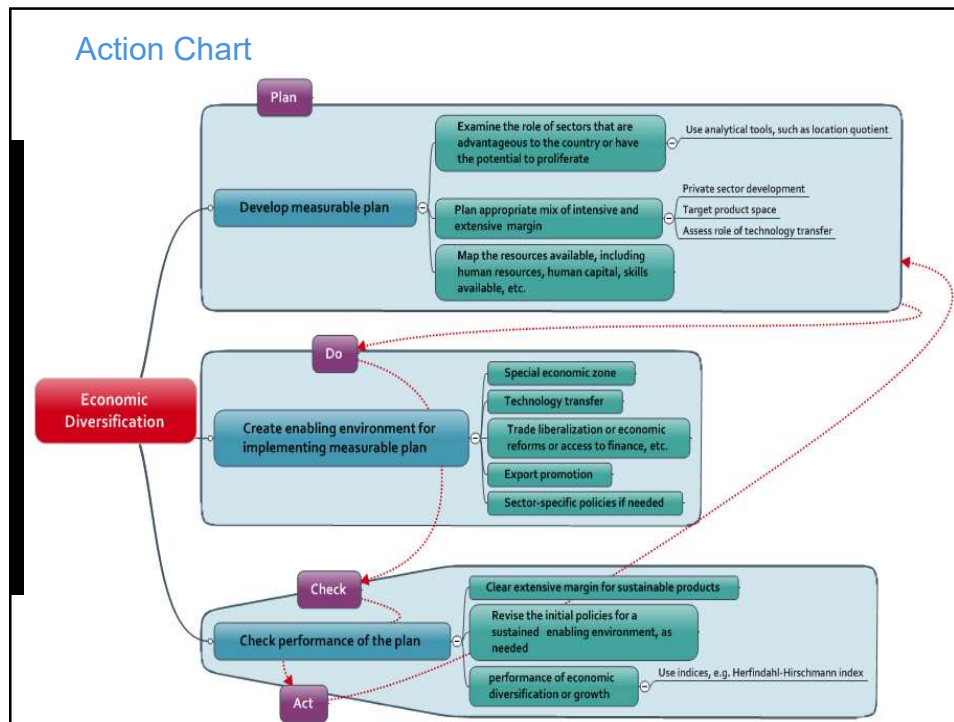 Action Chart
Plan
Examine the role of sectors that are
advantageous to the country or have
the potential to proliferate
Use analytical tools, such as location quotient
Develop measurable plan
Plan appropriate mix of intensive and
extensive margin
Private sector development
Target product space
Assess role of technology transfer
Map the resources available, including
human resources, human capital, skills
available, etc.
Economic
Diversification
Do
Create enabling environment for
implementing measurable plan
Special economic zone
Technology transfer
Trade liberalization or economic
reforms or access to finance, etc.
Export promotion
Sector-specific policies if needed
Check
Check performance of the plan
Clear extensive margin for sustainable products
Revise the initial policies for a
sustained enabling environment, as
needed
performance of economic
diversification or growth
Use indices, e.g. Herfindahl-Hirschmann index
Act